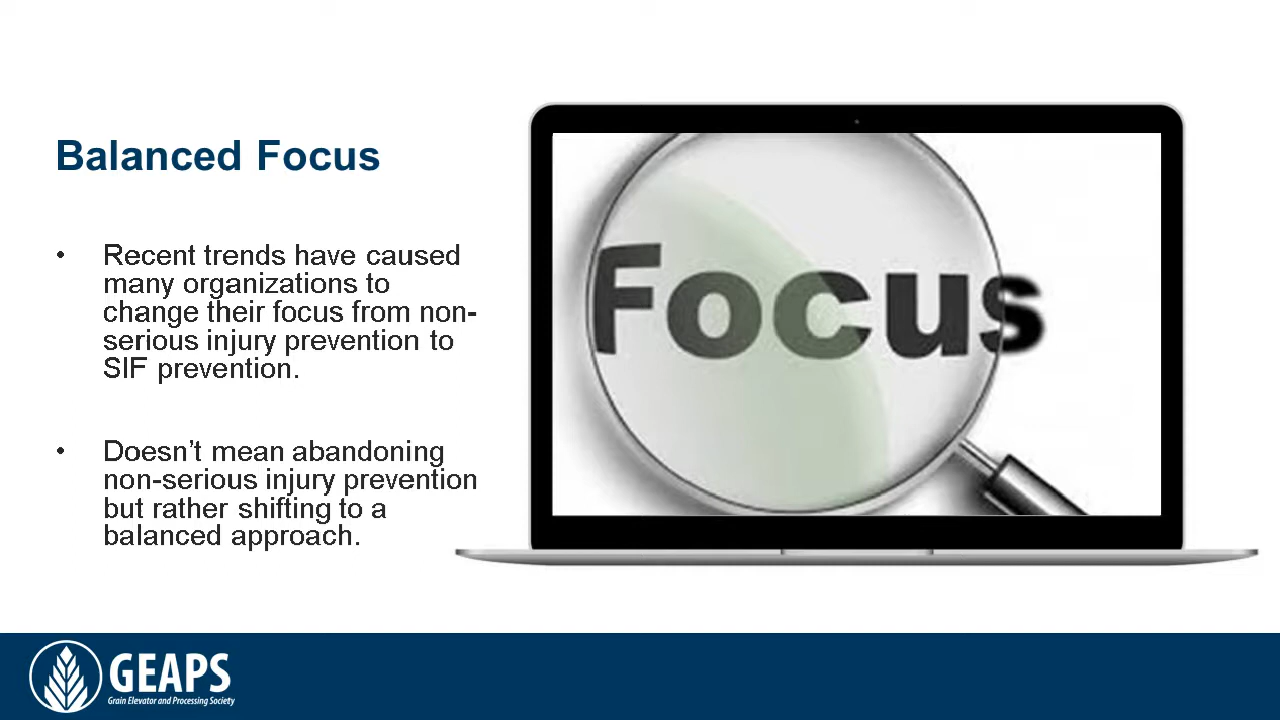 Balanced Focus
• Recent trends have caused
many organizations to
change their focus from non-
serious injury prevention to
SIF prevention.
• Doesn’t mean abandoning
non-serious injury prevention
but rather shifting to a
balanced approach.
Focus
GEAPS
Grain Elevator and Processing Society